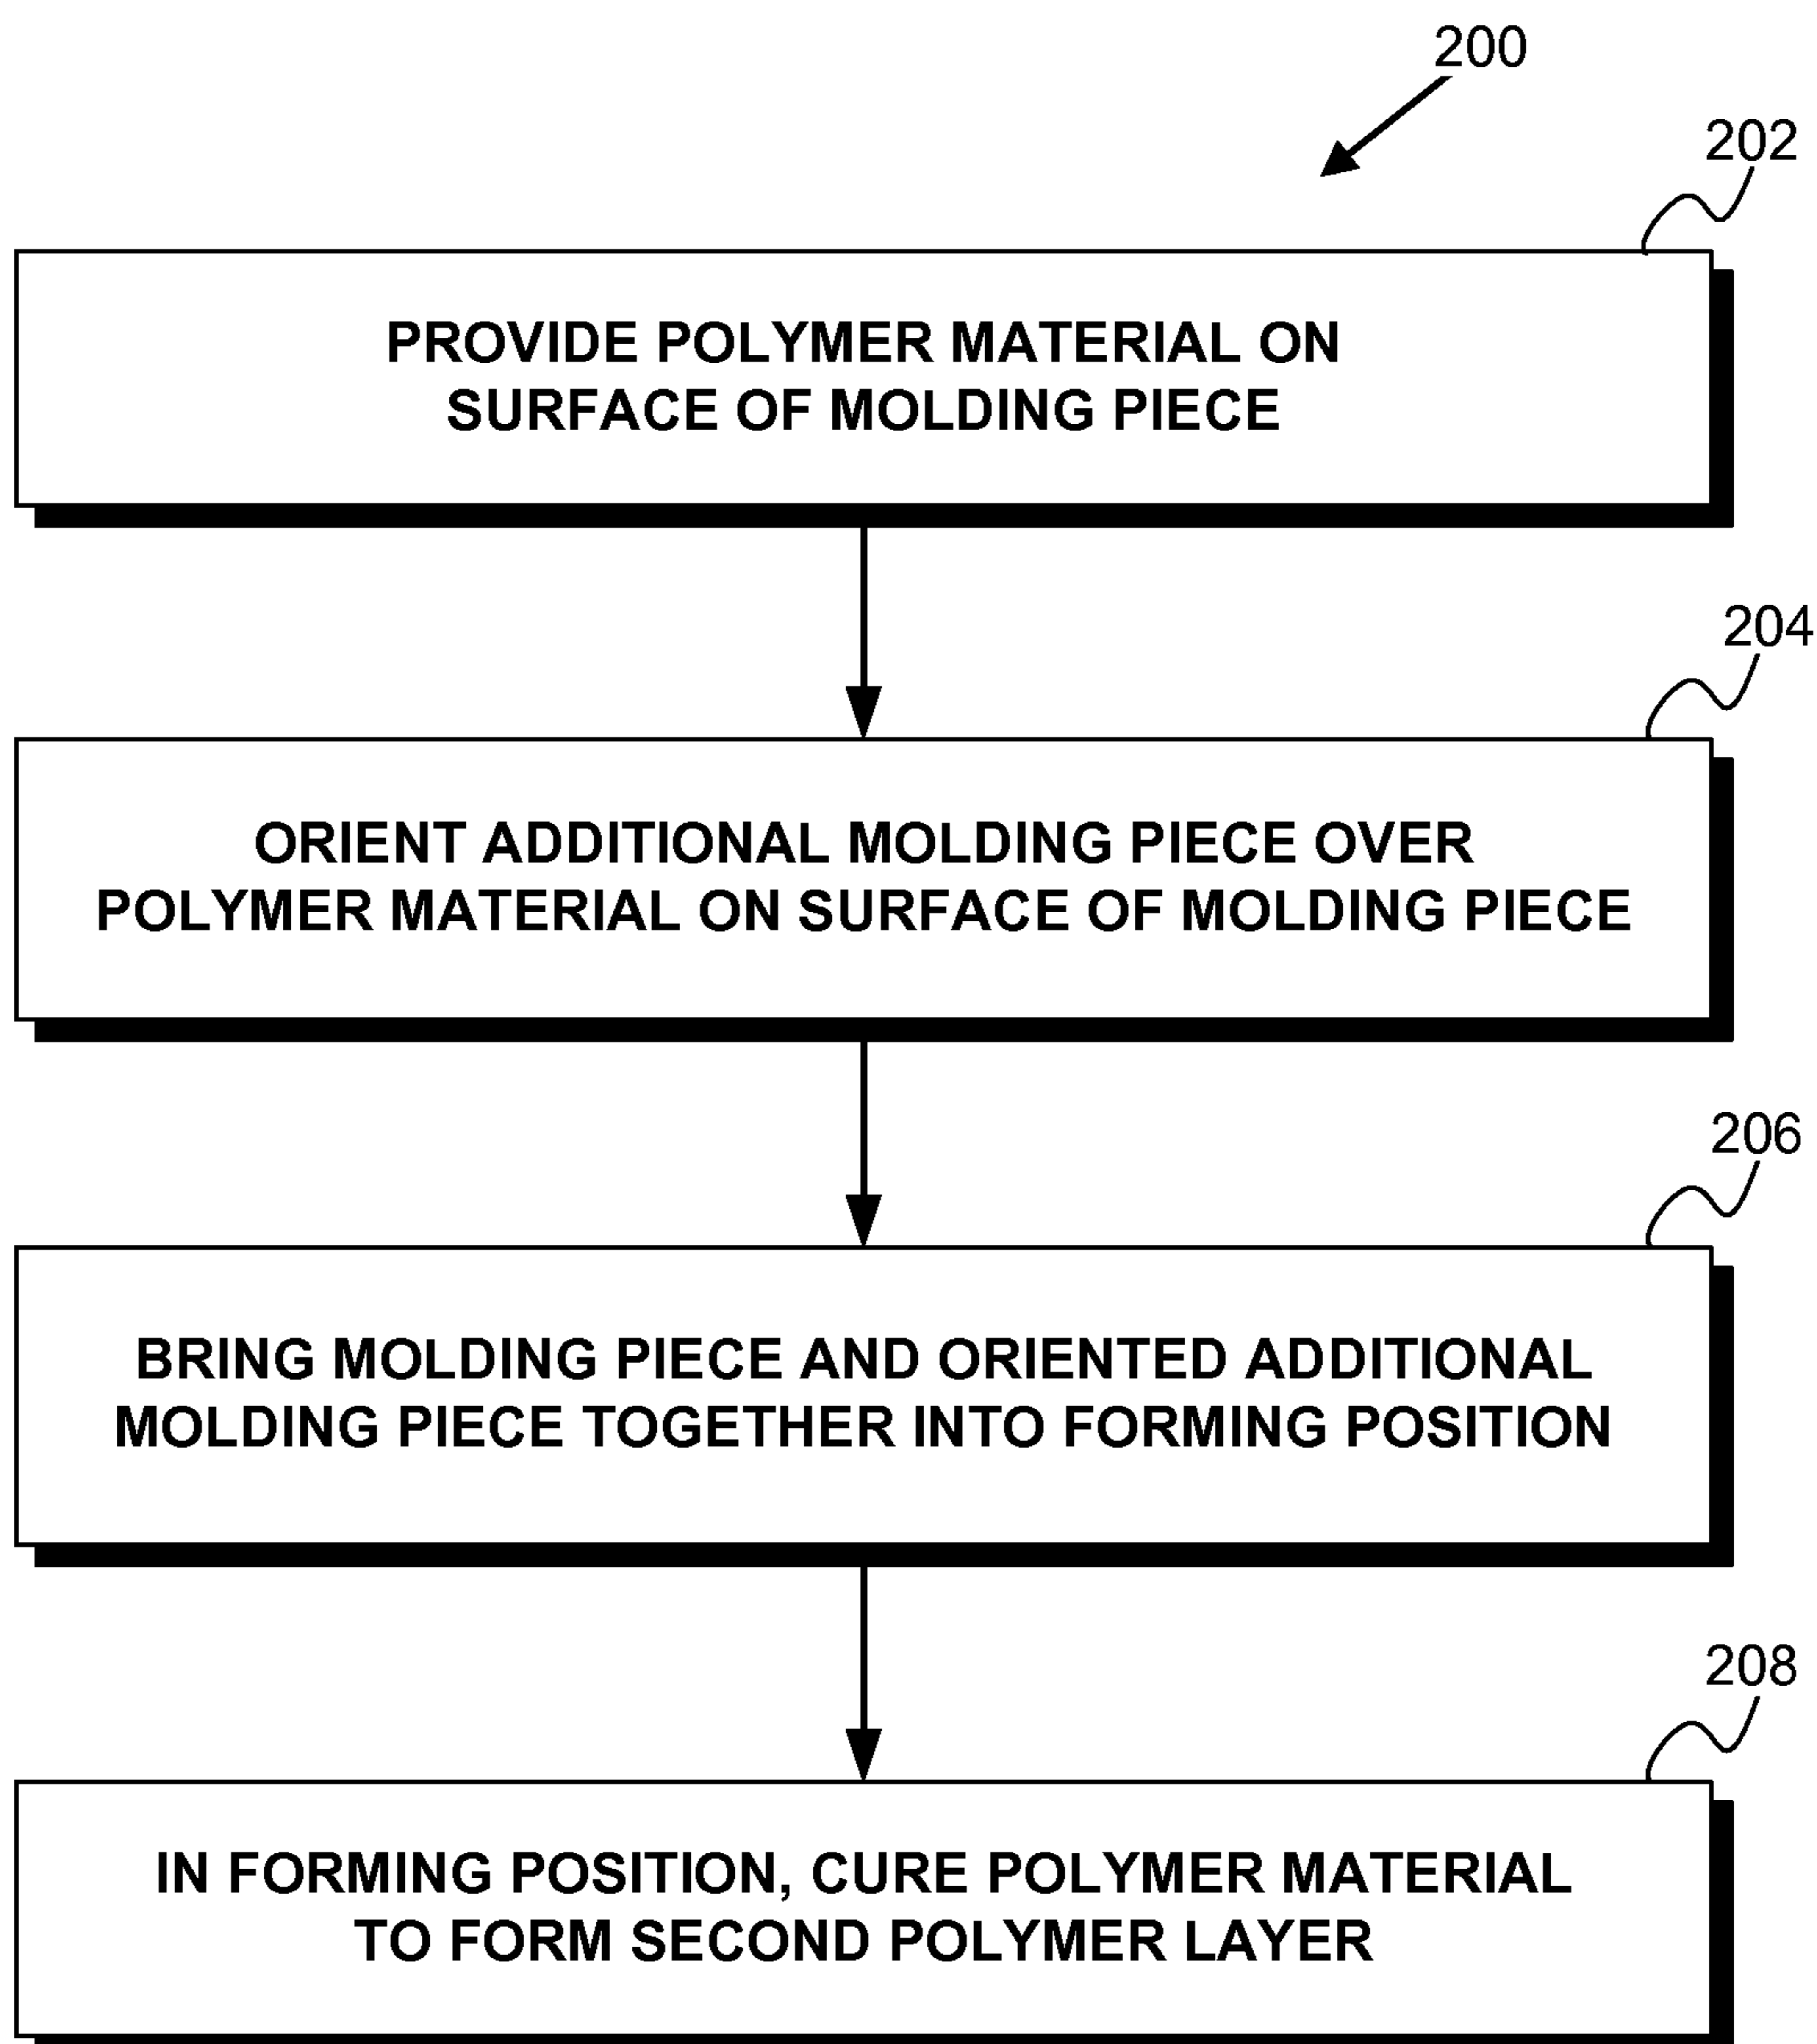 200
202
PROVIDE POLYMER MATERIAL ON
SURFACE OF MOLDING PIECE
204
ORIENT ADDITIONAL MOLDING PIECE OVER
POLYMER MATERIAL ON SURFACE OF MOLDING PIECE
206
BRING MOLDING PIECE AND ORIENTED ADDITIONAL
MOLDING PIECE TOGETHER INTO FORMING POSITION
208
IN FORMING POSITION, CURE POLYMER MATERIAL
TO FORM SECOND POLYMER LAYER